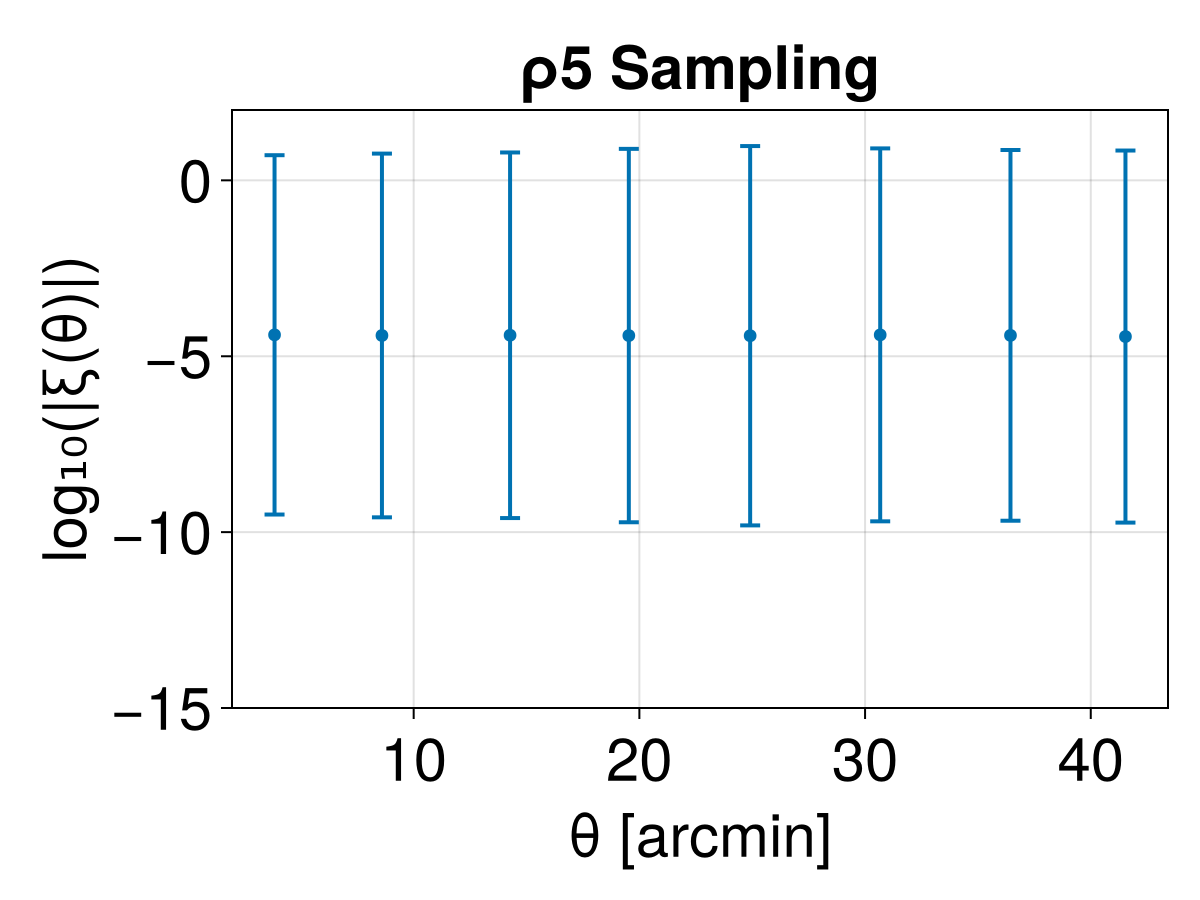 ρ5 Sampling
log₁₀(|ξ(θ)|)
0
−5
−10
−15
10 20 30 40
θ [arcmin]